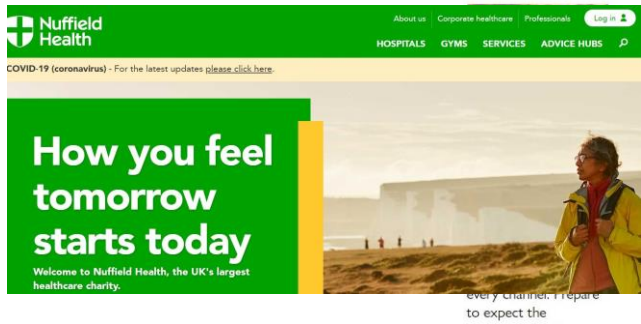 Nuffield
Health
About us Corporate healthcare Professionals Log in
HOSPITALS GYMS SERVICES ADVICE HUBS
COVID-19 (coronavirus) - For the latest updates please click here.
How you feel
tomorrow
starts today
Welcome to Nuffield Health, the UK's largest
healthcare charity.
every channel. Prepare
to expect the